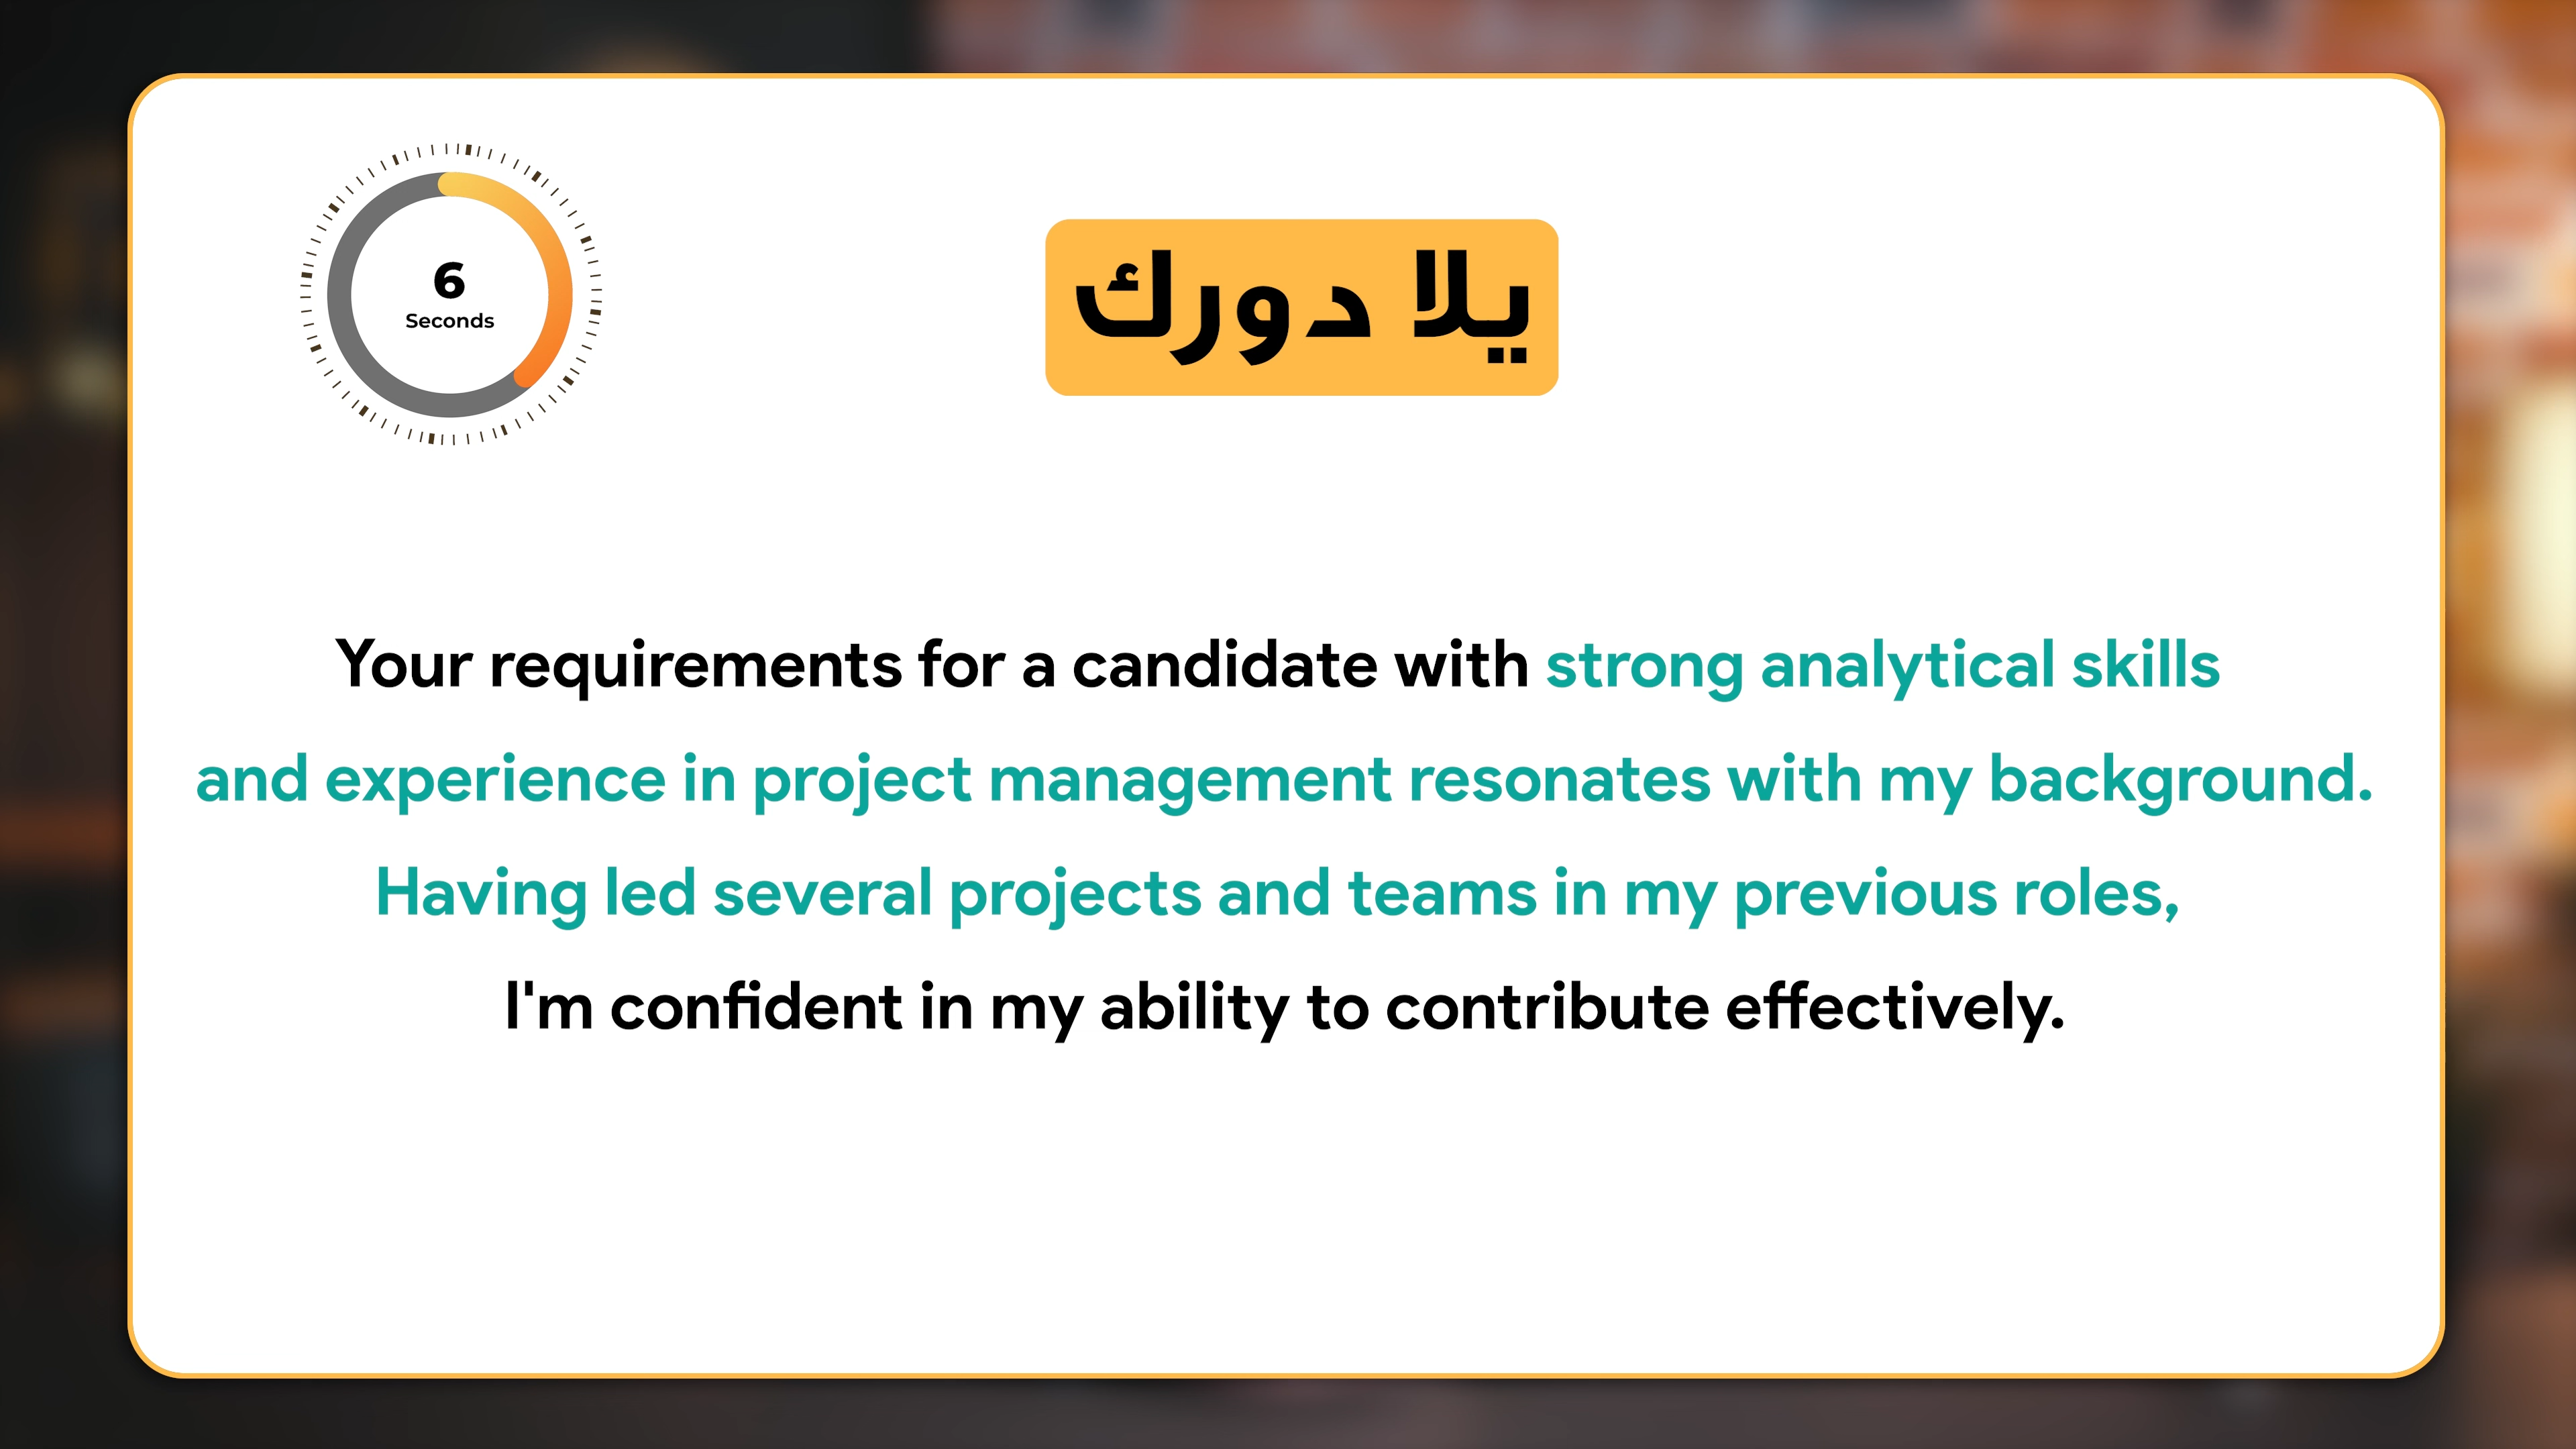 6
Seconds
يلا دورك
Your requirements for a candidate with strong analytical skills
and experience in project management resonates with my background.
Having led several projects and teams in my previous roles,
I'm confident in my ability to contribute effectively.